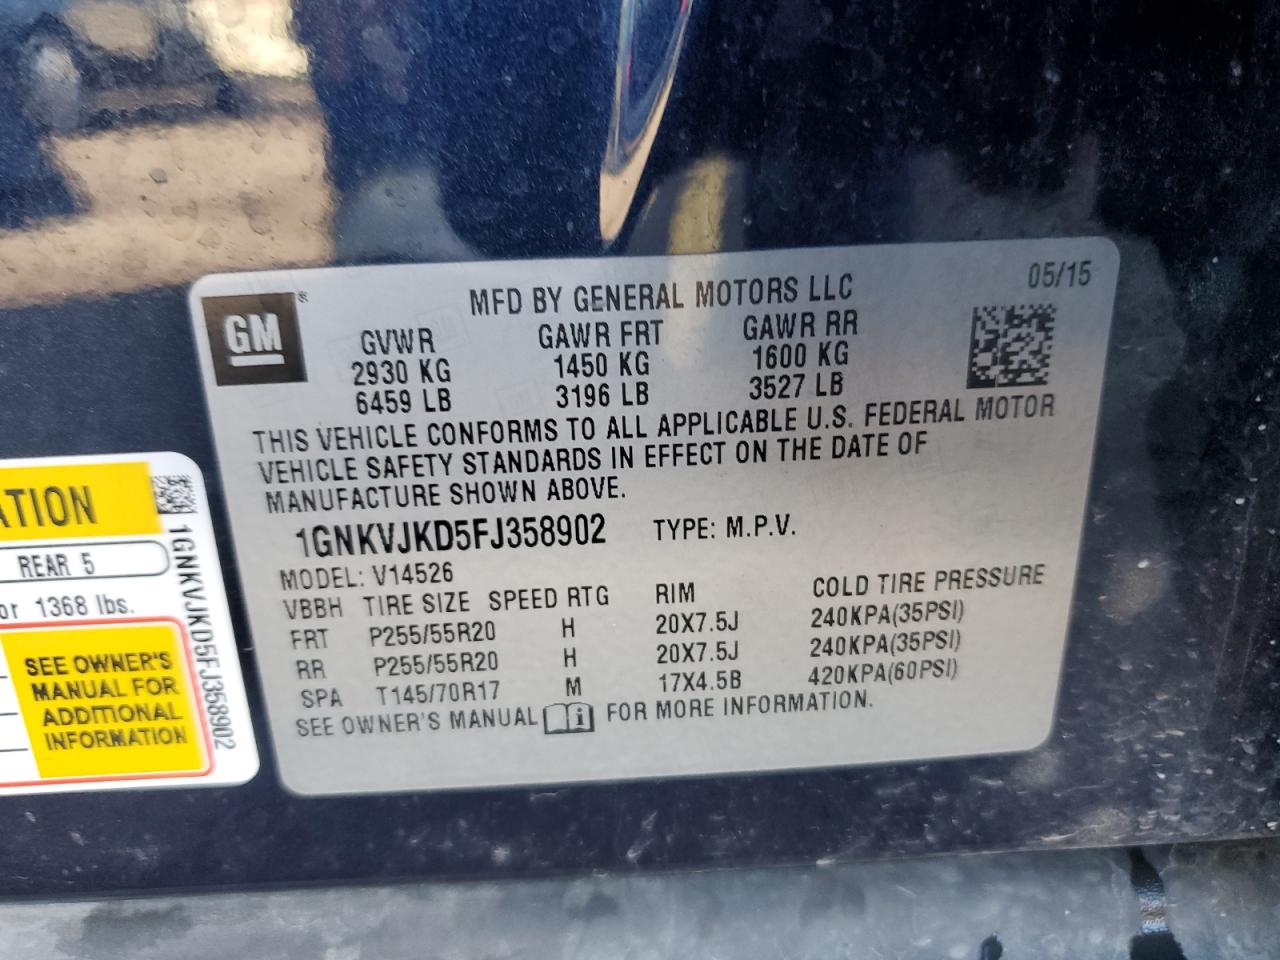 GM®
MFD BY GENERAL MOTORS LLC
05/15
GVWR GAWR FRT GAWR RR
2930 KG 1450 KG 1600 KG
6459 LB 3196 LB 3527 LB
THIS VEHICLE CONFORMS TO ALL APPLICABLE U.S. FEDERAL MOTOR
VEHICLE SAFETY STANDARDS IN EFFECT ON THE DATE OF
MANUFACTURE SHOWN ABOVE.
1GNKVJKD5FJ358902 TYPE: M.P.V.
MODEL: V14526
VBBH TIRE SIZE SPEED RTG RIM COLD TIRE PRESSURE
FRT P255/55R20 H 20X7.5J 240KPA(35PSI)
RR P255/55R20 H 20X7.5J 240KPA(35PSI)
SPA T145/70R17 M 17X4.5B 420KPA(60PSI)
SEE OWNER'S MANUAL i FOR MORE INFORMATION.
ATION
REAR 5
or 1368 lbs.
SEE OWNER'S
MANUAL FOR
ADDITIONAL
INFORMATION
1GNKVJKD5FJ358902